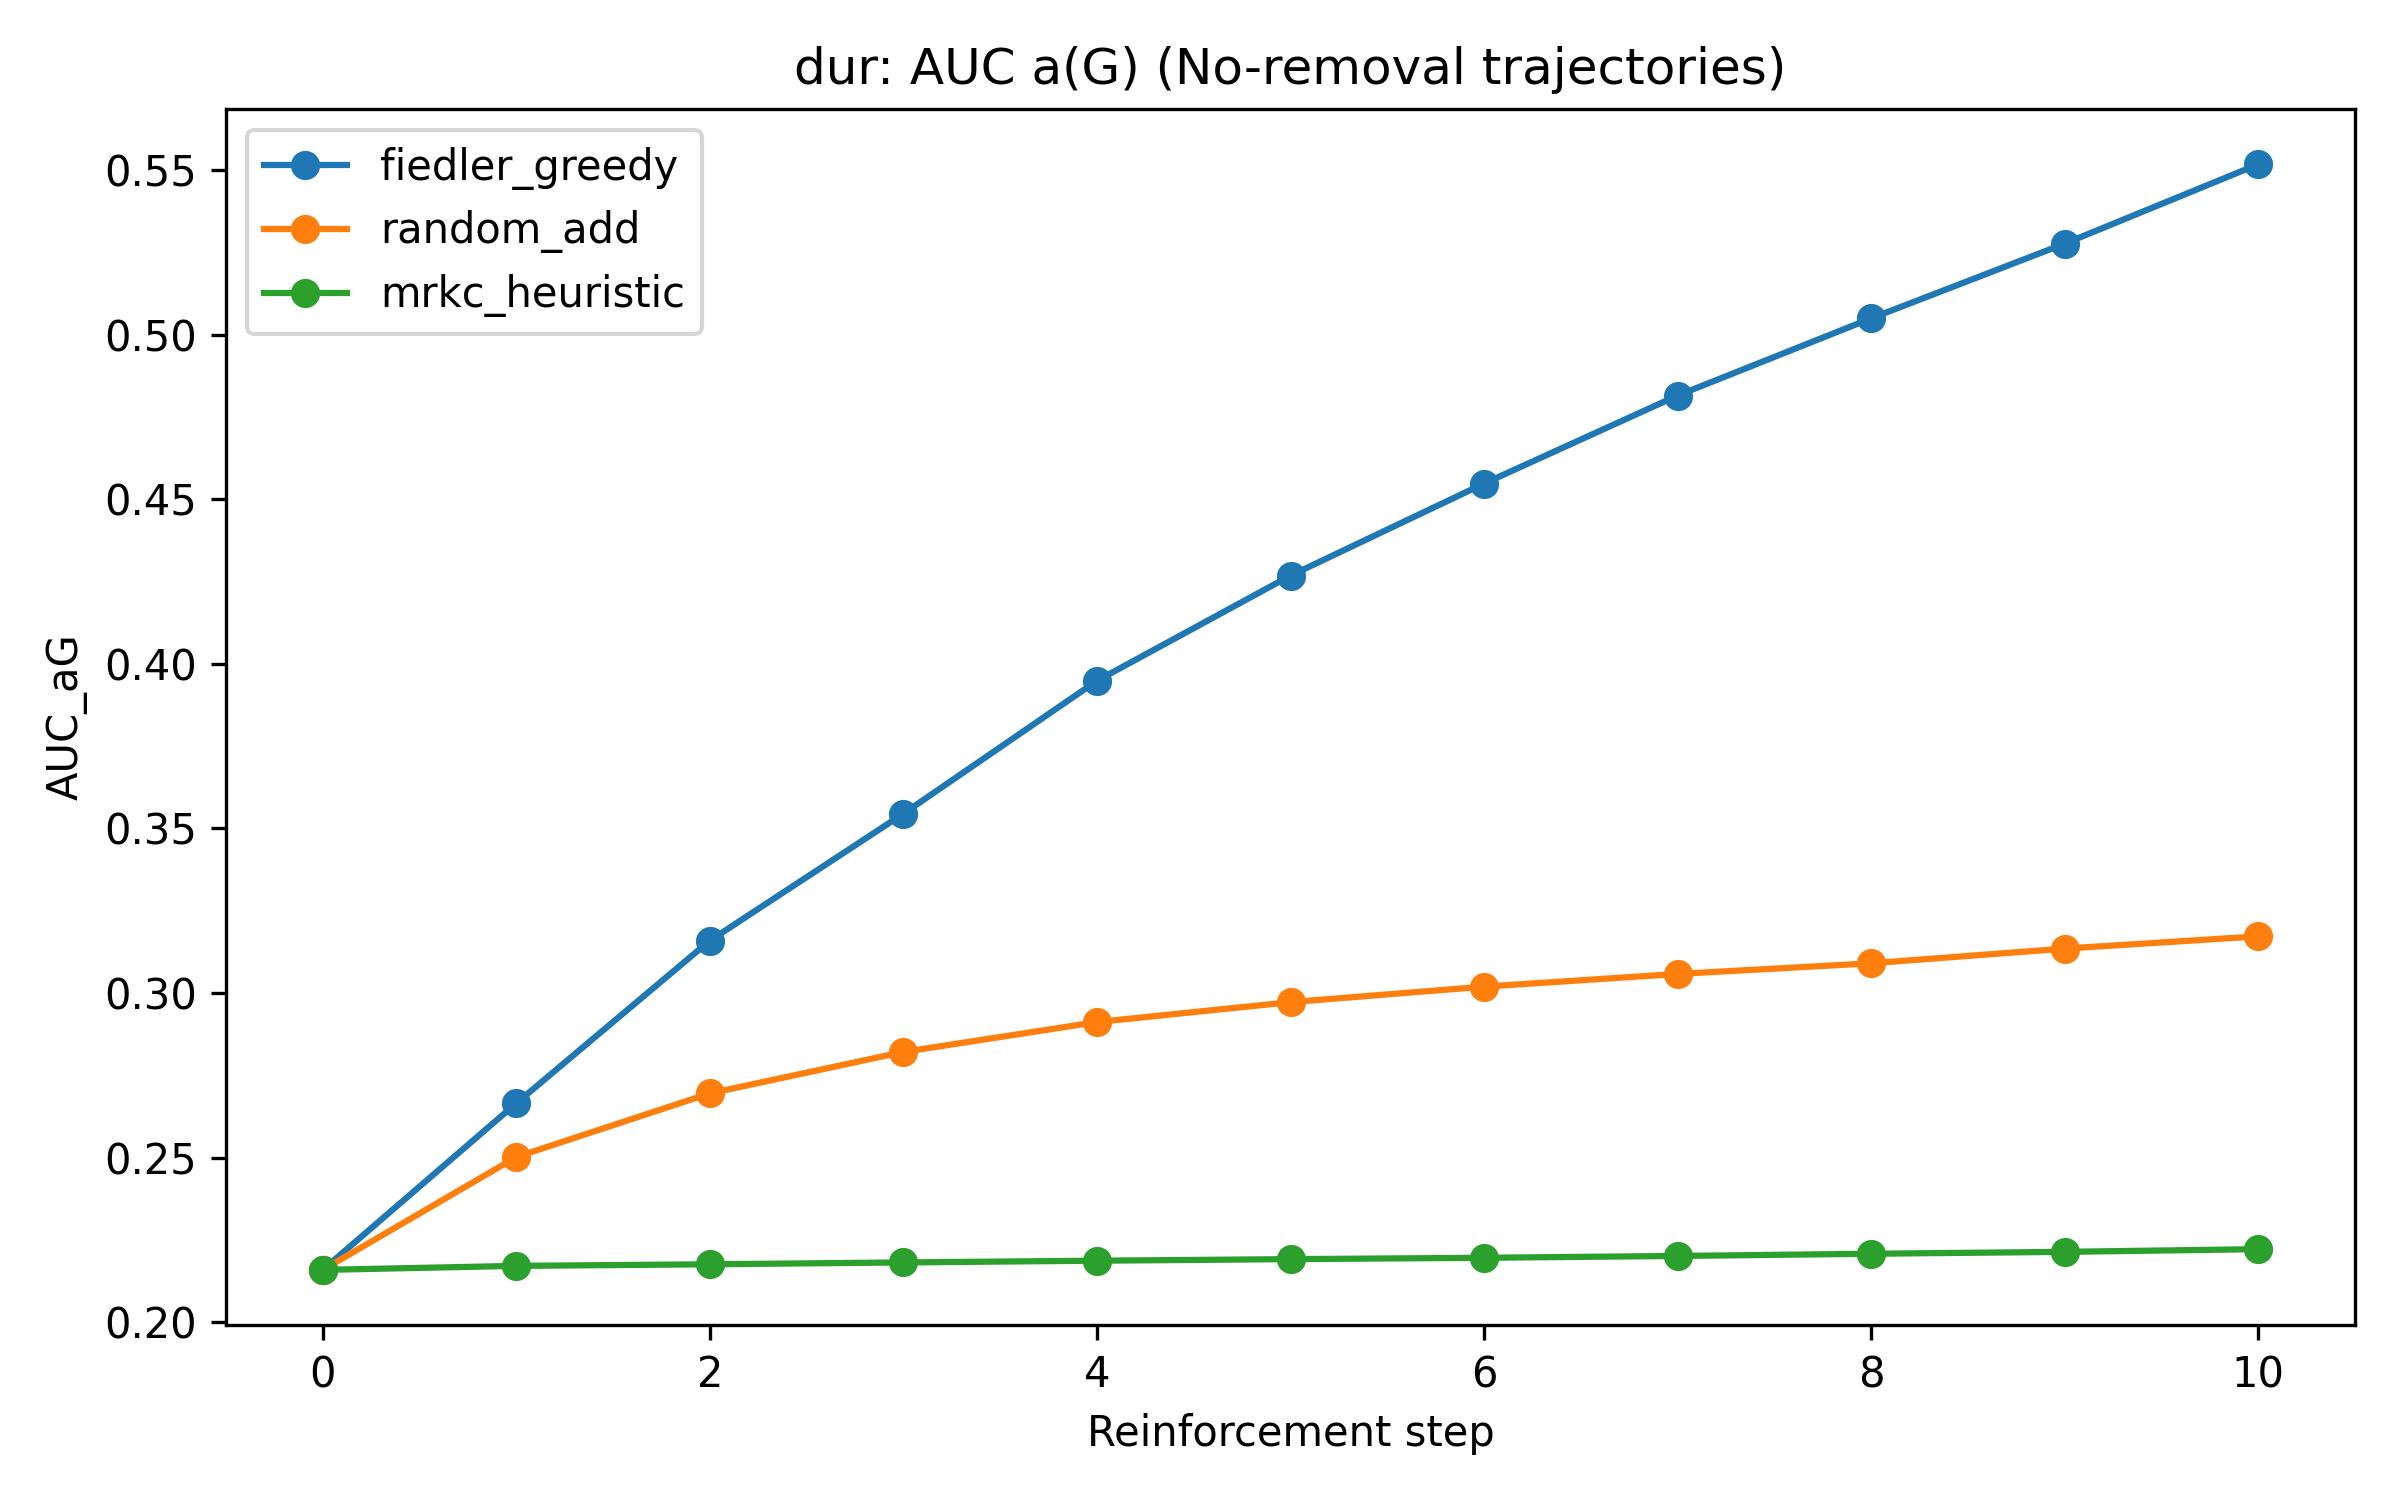 dur: AUC a(G) (No-removal trajectories)
fiedler_greedy
random_add
mrkc_heuristic
AUC_aG
0.55
0.50
0.45
0.40
0.35
0.30
0.25
0.20
0 2 4 6 8 10
Reinforcement step